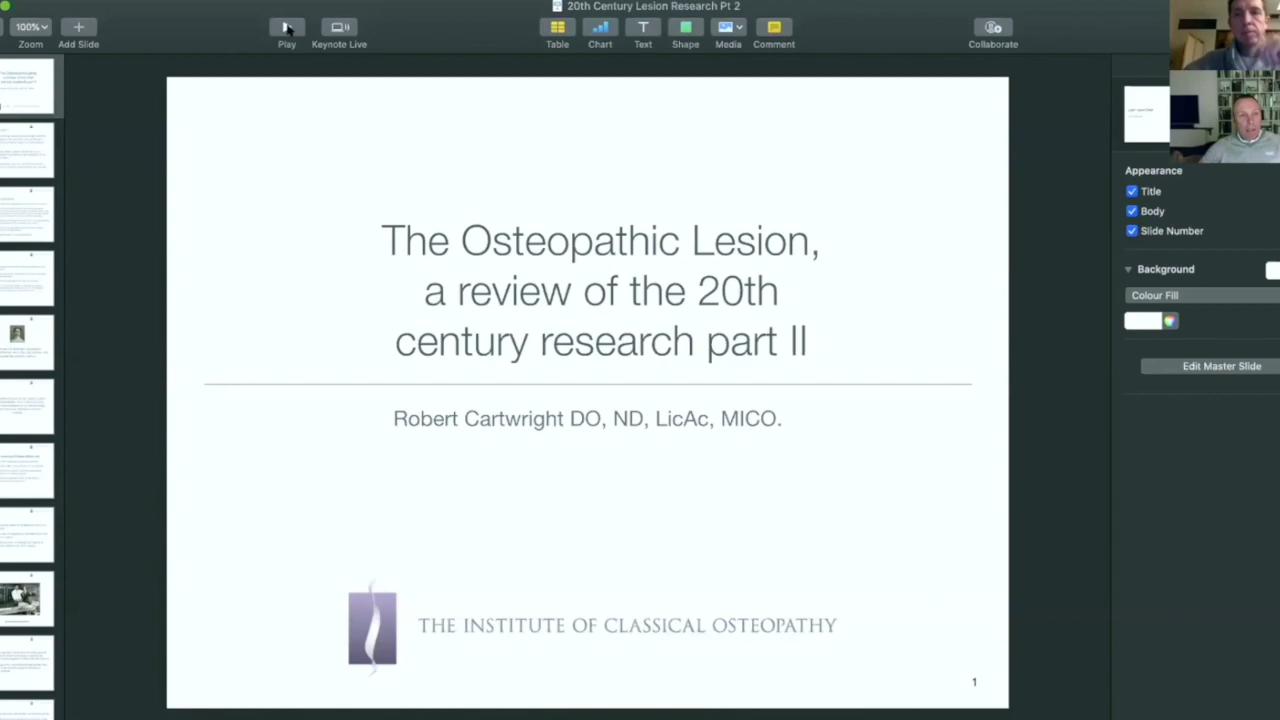 20th Century Lesion Research Pt 2
100%
Zoom
Add Slide
Play
Keynote Live
Table
Chart
Text
Shape
Media
Comment
Collaborate
The Osteopathic Lesion,
a review of the 20th
century research part II
Robert Cartwright DO, ND, LicAc, MICO.
THE INSTITUTE OF CLASSICAL OSTEOPATHY
1
Appearance
Title
Body
Slide Number
Background
Colour Fill
Edit Master Slide